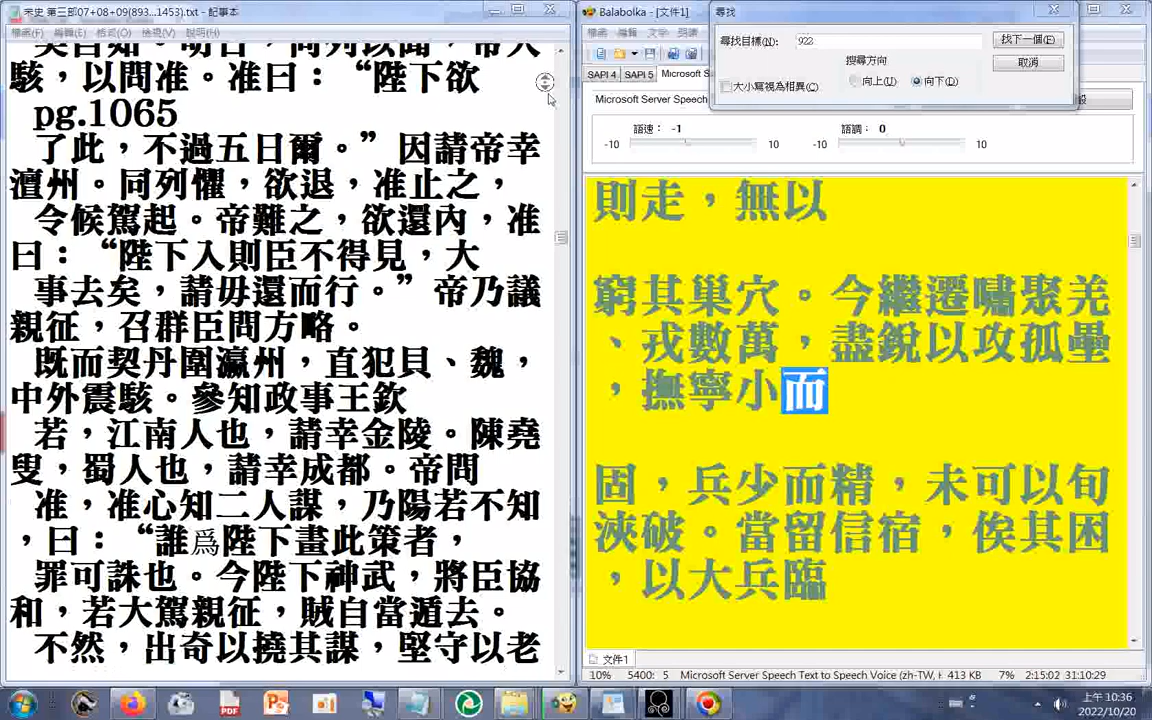 宋史 第三部07+08+09(893...1453).txt - 記事本
檔案(F) 編輯(E) 格式(O) 檢視(V) 說明(H)
駭，以問准。准曰：“陛下欲
pg.1065
了此，不過五日爾。”因請帝幸
澶州。同列懼，欲退，准止之，
令候駕起。帝難之，欲還內，准
曰：“陛下入則臣不得見，大
事去矣，請毋還而行。”帝乃議
親征，召群臣問方略。
既而契丹圍瀛州，直犯貝、魏，
中外震駭。參知政事王欽
若，江南人也，請幸金陵。陳堯
叟，蜀人也，請幸成都。帝問
准，准心知二人謀，乃陽若不知
，曰：“誰爲陛下畫此策者，
罪可誅也。今陛下神武，將臣協
和，若大駕親征，賊自當遁去。
不然，出奇以撓其謀，堅守以老
Balabolka - [文件1]
檔案 編輯 文字 朗讀
尋找
尋找目標(N): 922
找下一個(F)
搜尋方向
取消
大小寫視為相異(C)
向上(U) 向下(D)
SAPI 4 SAPI 5 Microsoft S
Microsoft Server Speech
語速： -1 語調： 0
-10 10 -10 10
則走，無以
窮其巢穴。今繼遷嘯聚羌
、戎數萬，盡銳以攻孤壘
，撫寧小而
固，兵少而精，未可以旬
浹破。當留信宿，俟其困
，以大兵臨
文件1
10% 5400: 5 Microsoft Server Speech Text to Speech Voice (zh-TW, H 413 KB 7% 2:15:02 31:10:29
上午 10:36
2022/10/20